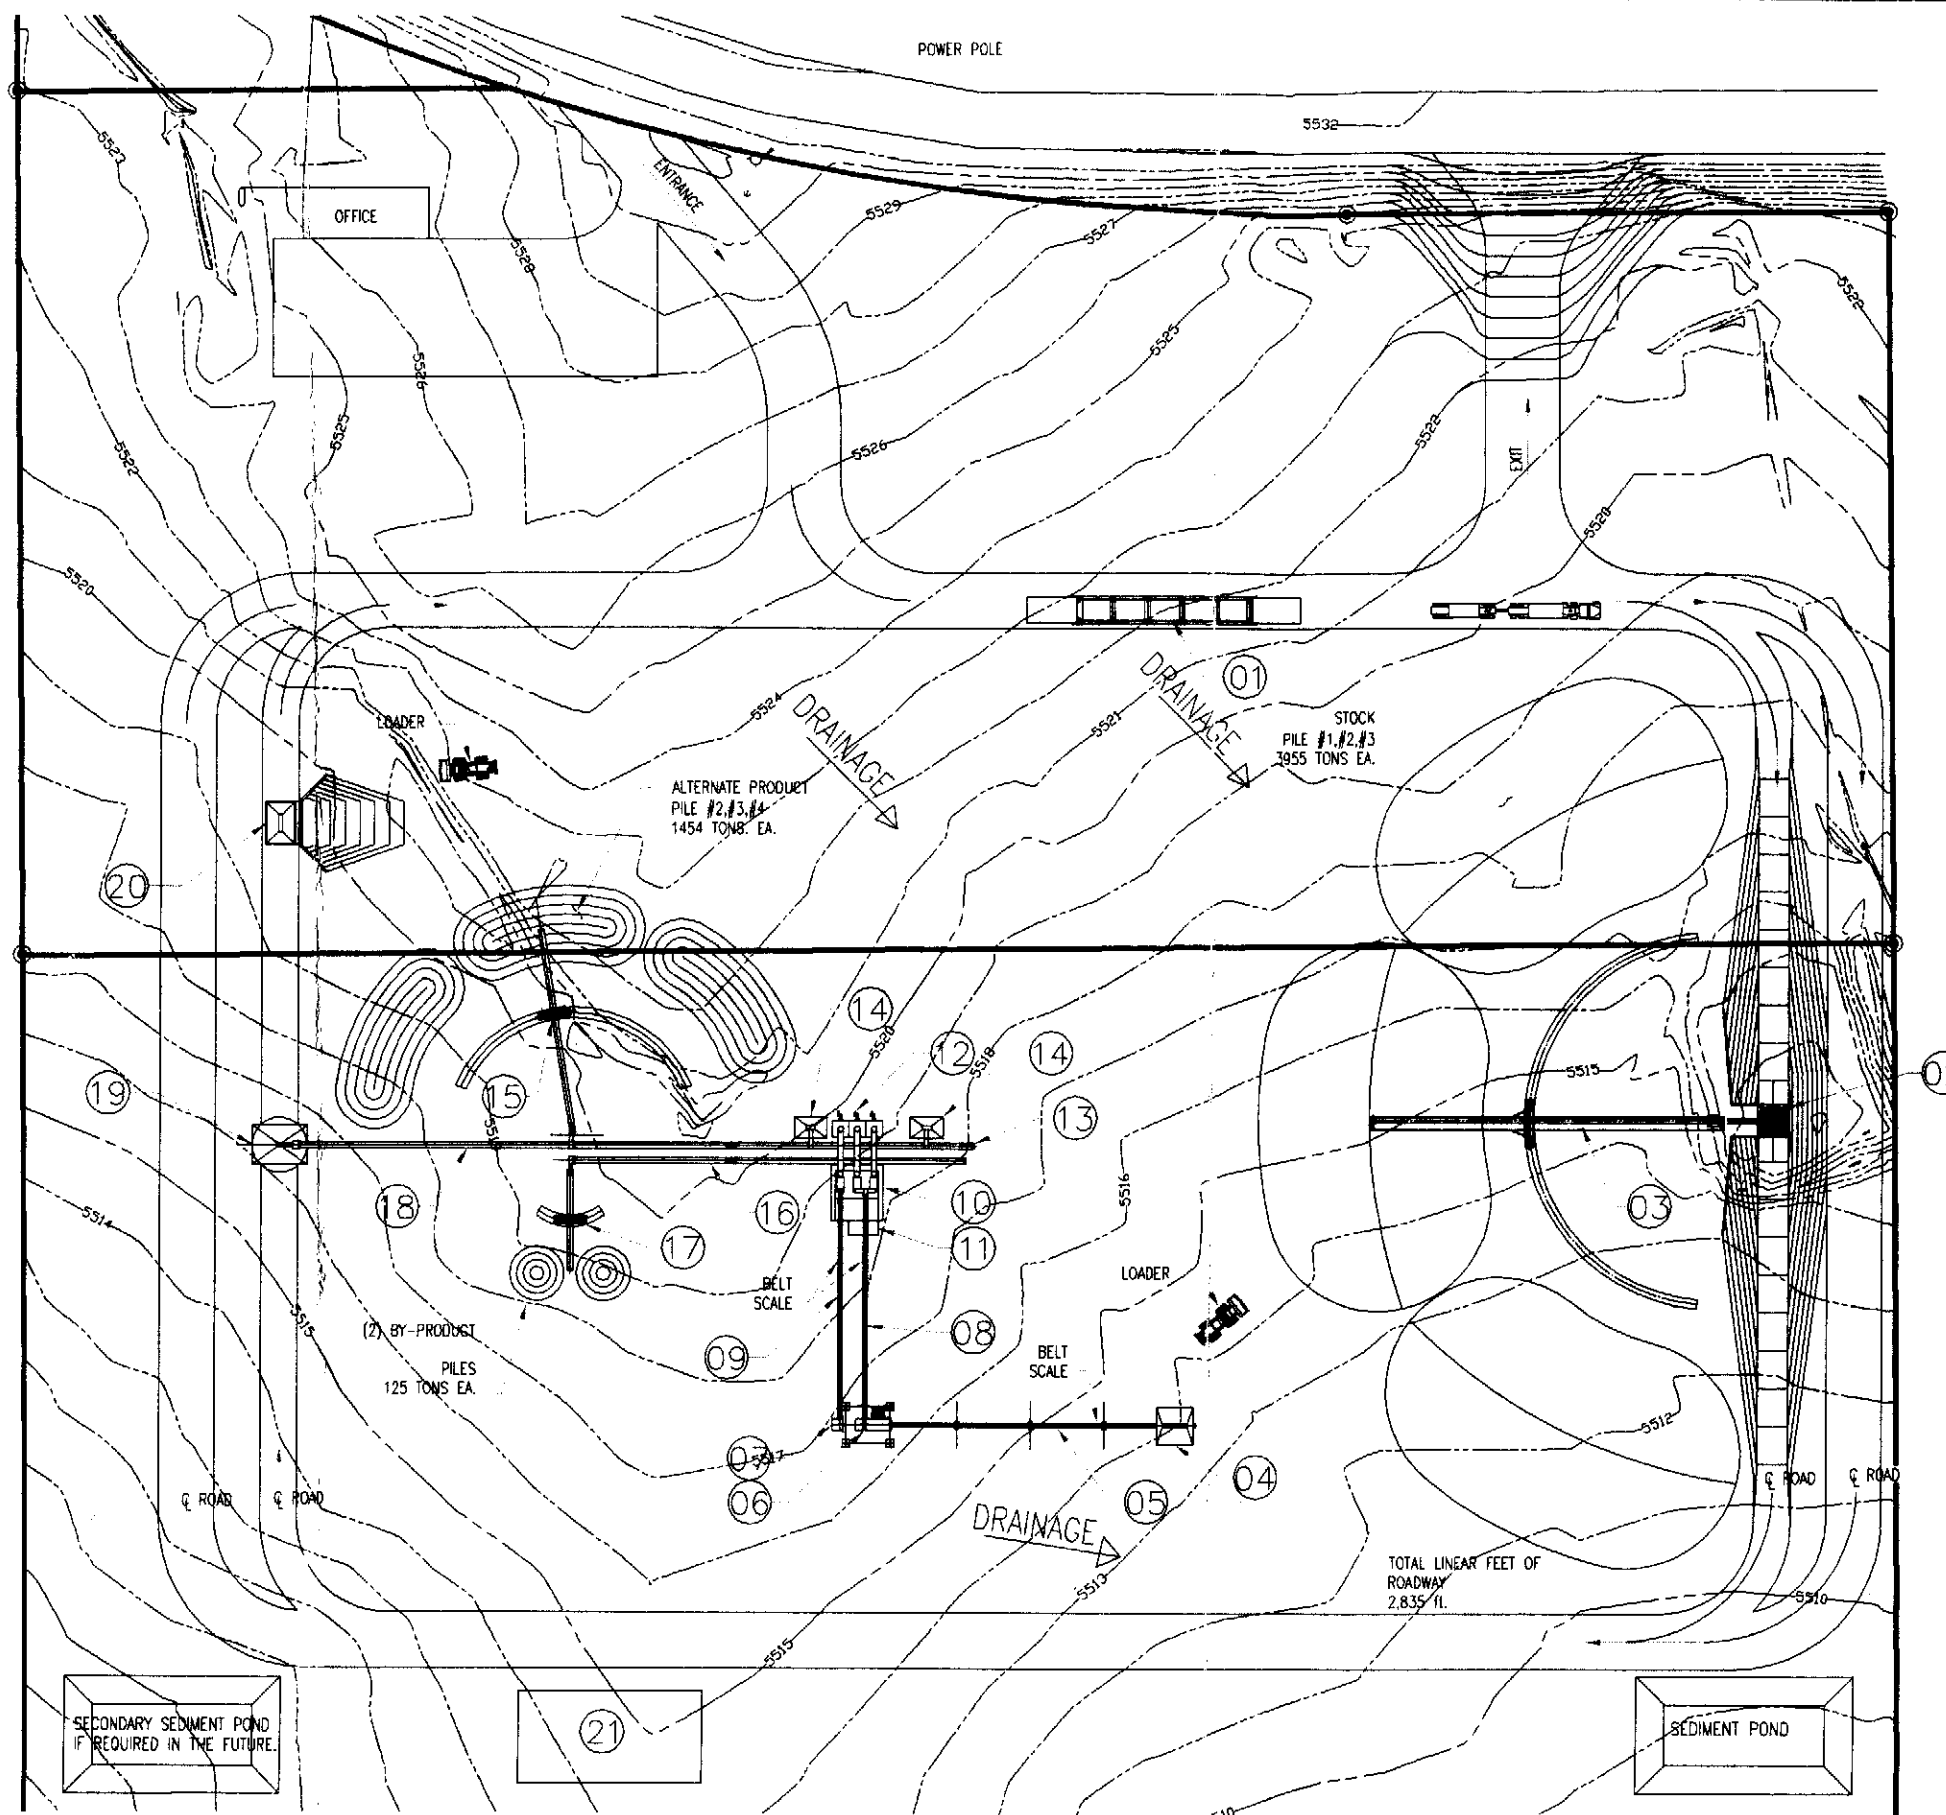 POWER POLE
5532
5523
ENTRANCE
OFFICE
5529
5527
5528
5528
5525
5526
5525
5522
5526
5522
EXIT
5520
5520
01
DRAINAGE
DRAINAGE
5524
5521
STOCK
PILE #1,#2,#3
3955 TONS EA.
LOADER
ALTERNATE PRODUCT
PILE #2,#3,#4
1454 TONS. EA.
20
14
5520
12
5518
14
5515
19
15
13
18
16
10
5516
03
5514
17
11
LOADER
BELT
SCALE
5515
(2) BY-PRODUCT
PILES
125 TONS EA.
08
09
BELT
SCALE
5512
07
5517
04
06
05
℄ ROAD
℄ ROAD
℄ ROAD
℄ ROAD
DRAINAGE
TOTAL LINEAR FEET OF
ROADWAY
2,835 ft.
5513
5510
5515
SECONDARY SEDIMENT POND
IF REQUIRED IN THE FUTURE.
21
SEDIMENT POND